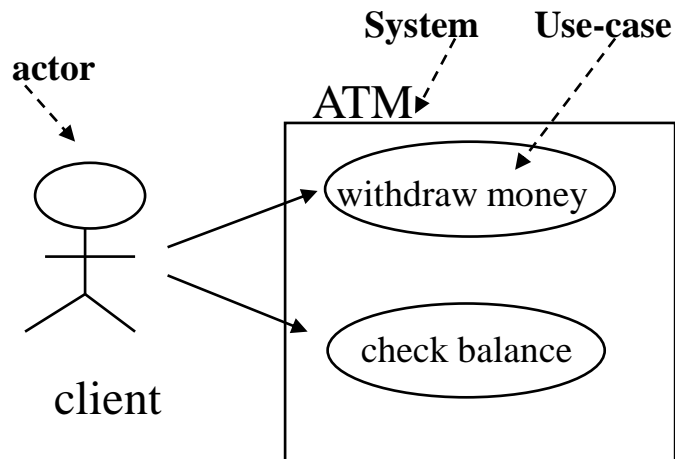 System Use-case
actor
ATM
withdraw money
check balance
client